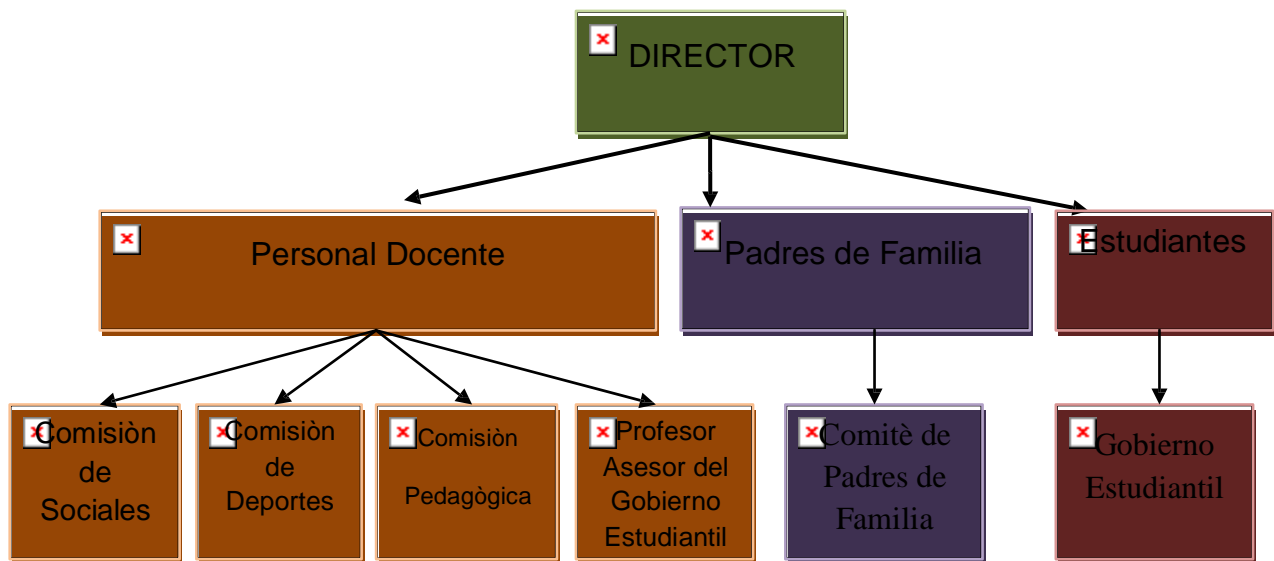 DIRECTOR
Personal Docente
Padres de Familia
Estudiantes
Comisiòn
de
Sociales
Comisiòn
de
Deportes
Comisiòn
Pedagògica
Profesor
Asesor del
Gobierno
Estudiantil
Comitè de
Padres de
Familia
Gobierno
Estudiantil